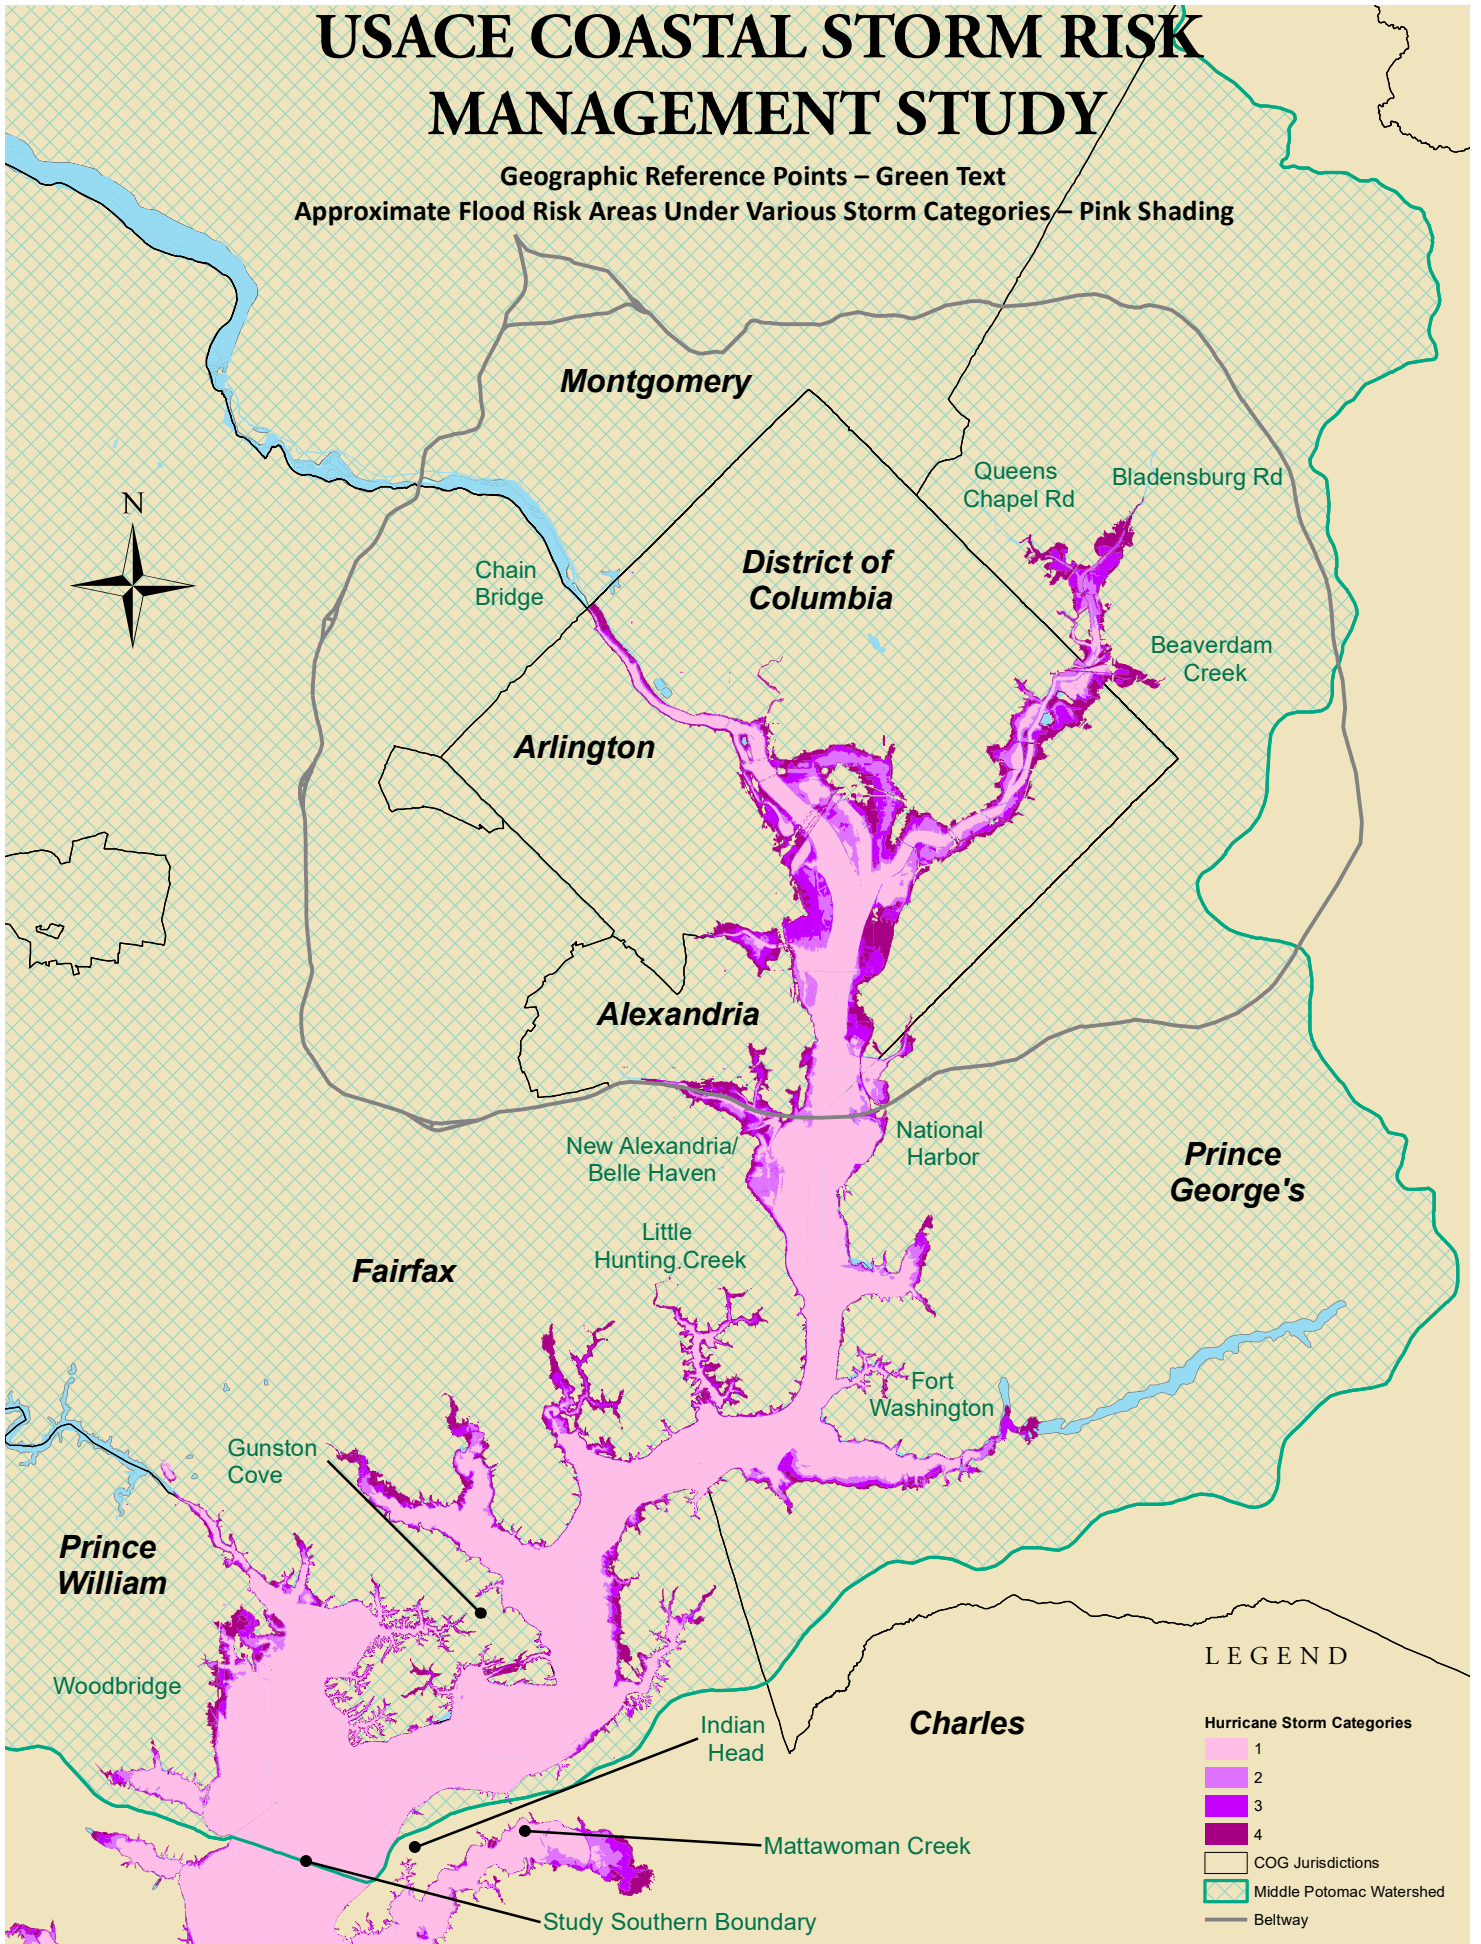 USACE COASTAL STORM RISK
MANAGEMENT STUDY
Geographic Reference Points – Green Text
Approximate Flood Risk Areas Under Various Storm Categories – Pink Shading
Montgomery
Queens
Chapel Rd
Bladensburg Rd
N
District of
Columbia
Chain
Bridge
Beaverdam
Creek
Arlington
Alexandria
National
Harbor
New Alexandria/
Belle Haven
Prince
George's
Little
Hunting Creek
Fairfax
Fort
Washington
Gunston
Cove
Prince
William
Woodbridge
Indian
Head
Charles
Mattawoman Creek
Study Southern Boundary
LEGEND
Hurricane Storm Categories
1
2
3
4
COG Jurisdictions
Middle Potomac Watershed
Beltway